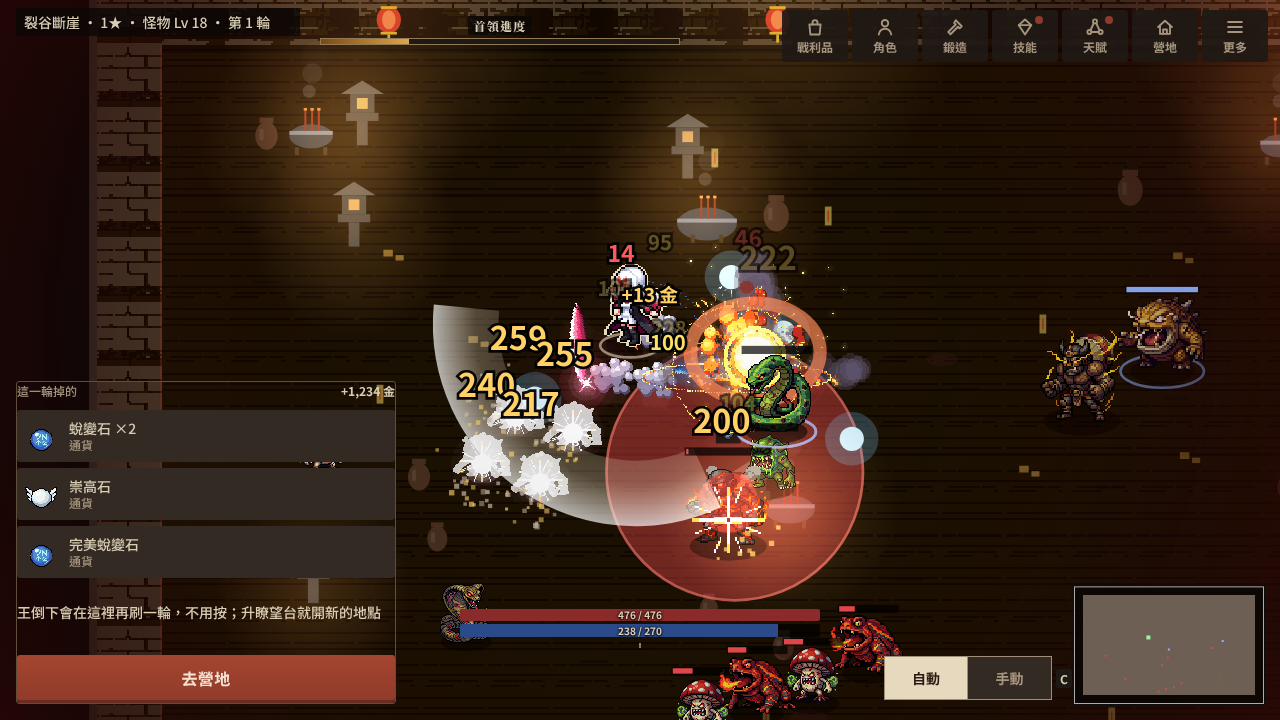 裂谷斷崖 · 1★ · 怪物 Lv 18 · 第 1 輪
首領進度
戰利品
角色
鍛造
技能
天賦
營地
更多
14
95
46
222
+13 金
100
259
255
240
217
104
200
這一輪掉的
+1,234 金
蛻變石 ×2
通貨
崇高石
通貨
完美蛻變石
通貨
王倒下會在這裡再刷一輪，不用按；升瞭望台就開新的地點
去營地
476 / 476
238 / 270
自動
手動
C